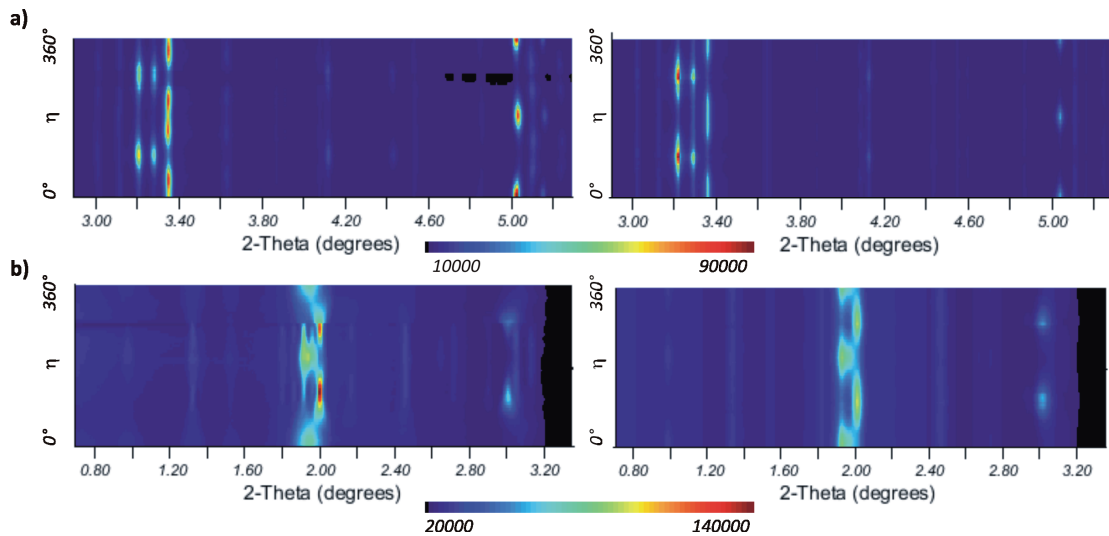 a)
360°
η
0°
3.00 3.40 3.80 4.20 4.60 5.00
2-Theta (degrees)
360°
η
0°
3.00 3.40 3.80 4.20 4.60 5.00
2-Theta (degrees)
10000 90000
b)
360°
η
0°
0.80 1.20 1.60 2.00 2.40 2.80 3.20
2-Theta (degrees)
360°
η
0°
0.80 1.20 1.60 2.00 2.40 2.80 3.20
2-Theta (degrees)
20000 140000